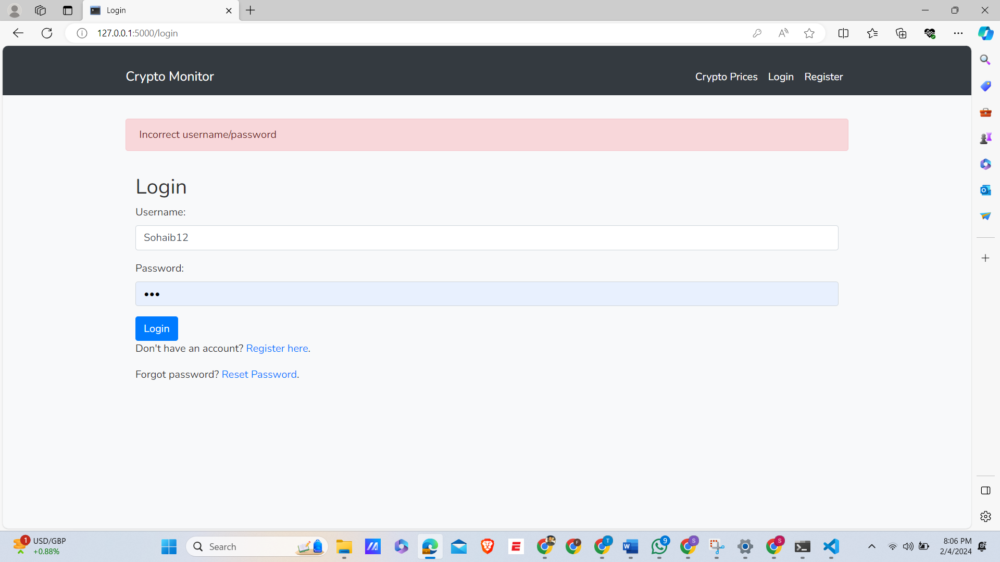 Login
127.0.0.1:5000/login
Crypto Monitor
Crypto Prices Login Register
Incorrect username/password
Login
Username:
Sohaib12
Password:
Login
Don't have an account? Register here.
Forgot password? Reset Password.
1 USD/GBP
+0.88%
Search
F
T
W
9
S
S
8:06 PM
2/4/2024